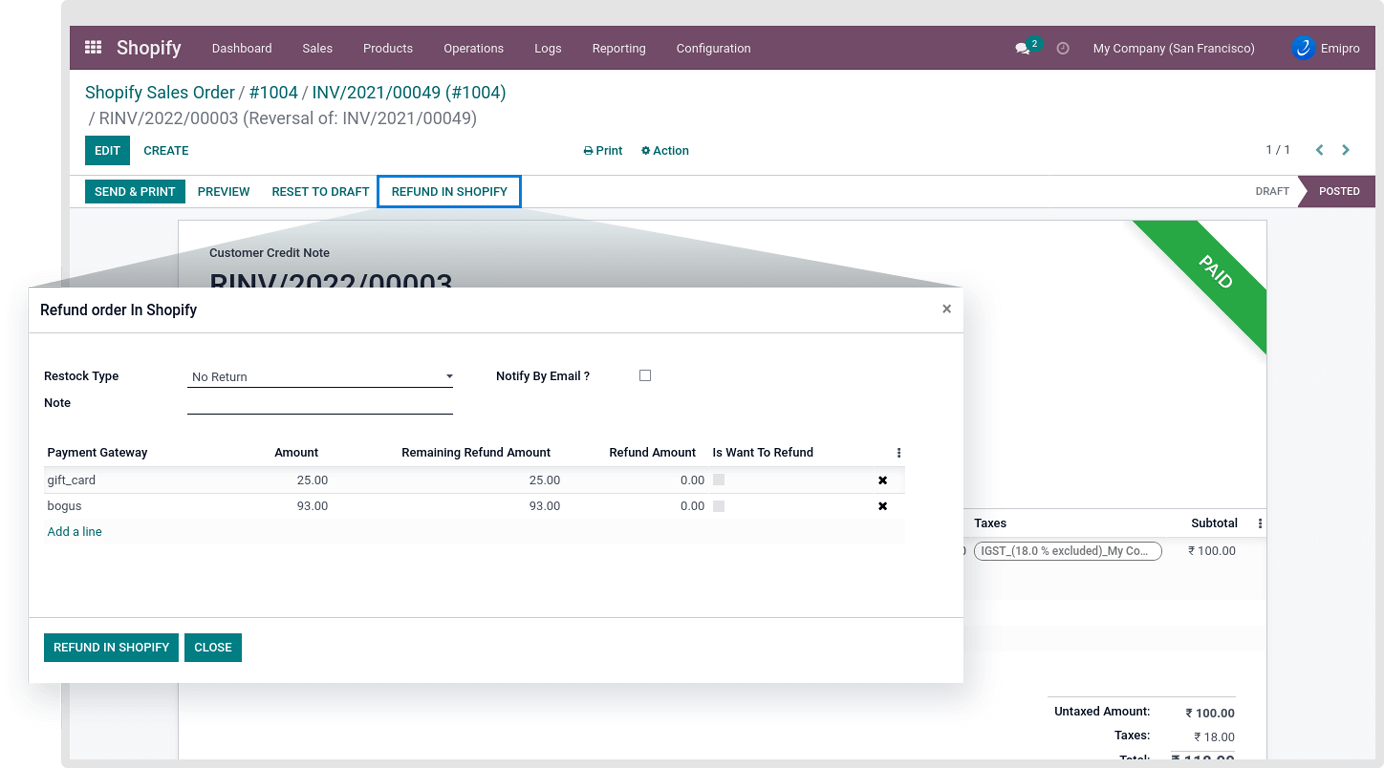 Shopify Dashboard Sales Products Operations Logs Reporting Configuration 2 My Company (San Francisco) Emipro
Shopify Sales Order / #1004 / INV/2021/00049 (#1004)
/ RINV/2022/00003 (Reversal of: INV/2021/00049)
EDIT CREATE Print Action 1 / 1
SEND & PRINT PREVIEW RESET TO DRAFT REFUND IN SHOPIFY DRAFT POSTED
Customer Credit Note
RINV/2022/00003
PAID
Refund order In Shopify ×
Restock Type No Return Notify By Email ?
Note
Payment Gateway Amount Remaining Refund Amount Refund Amount Is Want To Refund
gift_card 25.00 25.00 0.00
bogus 93.00 93.00 0.00
Add a line
REFUND IN SHOPIFY CLOSE
Taxes Subtotal
IGST_(18.0 % excluded)_My Co... ₹ 100.00
Untaxed Amount: ₹ 100.00
Taxes: ₹ 18.00
Total: ₹ 118.00